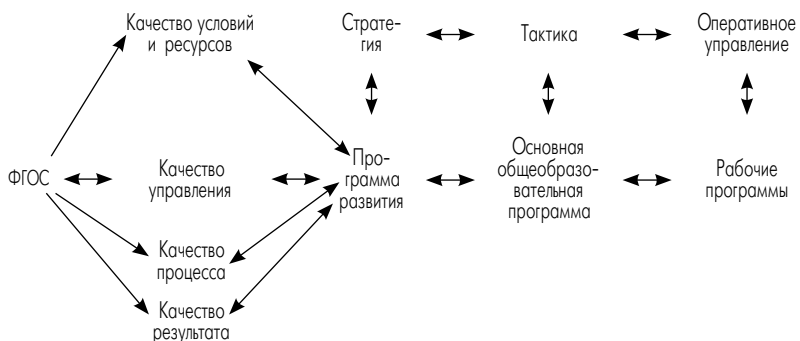 Качество условий
и ресурсов
Страте-
гия
Тактика
Оперативное
управление
ФГОС
Качество
управления
Про-
грамма
развития
Основная
общеобразо-
вательная
программа
Рабочие
программы
Качество
процесса
Качество
результата